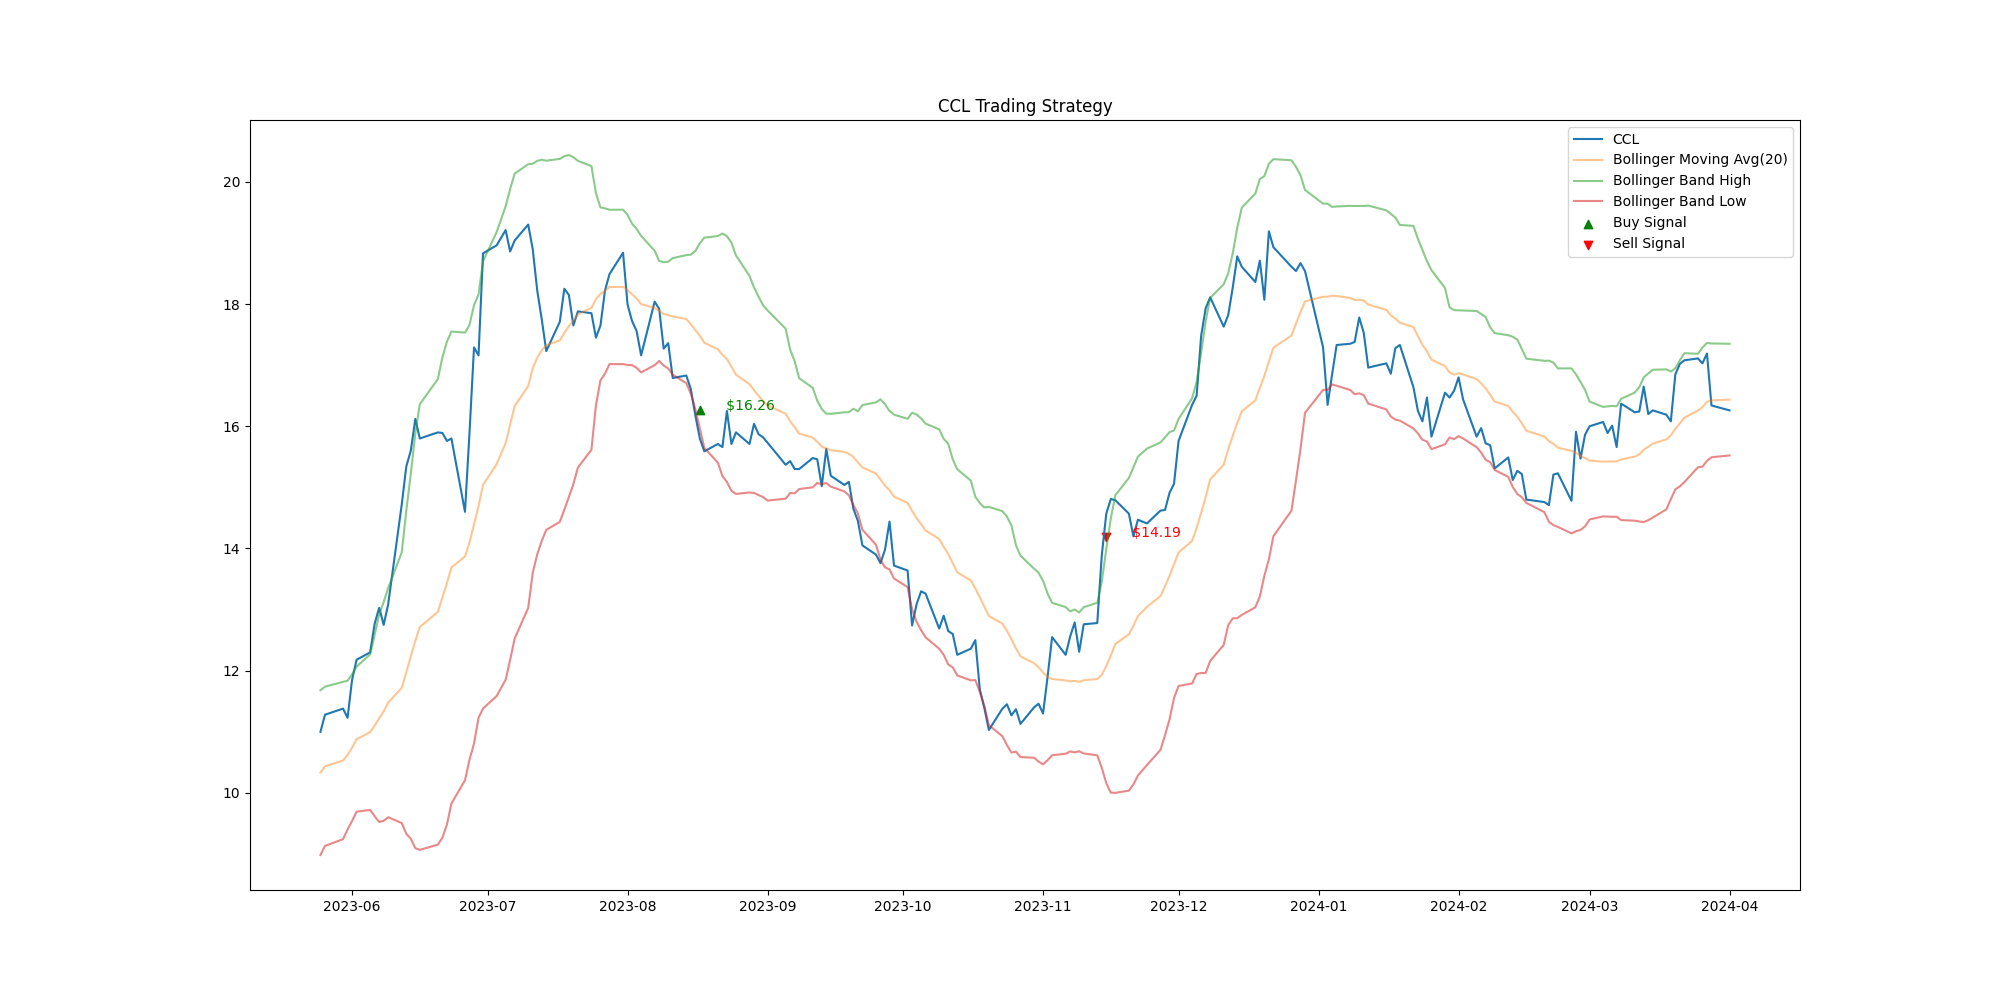 CCL Trading Strategy
CCL
Bollinger Moving Avg(20)
Bollinger Band High
Bollinger Band Low
Buy Signal
Sell Signal
20
18
16
14
12
10
$16.26
$14.19
2023-06 2023-07 2023-08 2023-09 2023-10 2023-11 2023-12 2024-01 2024-02 2024-03 2024-04